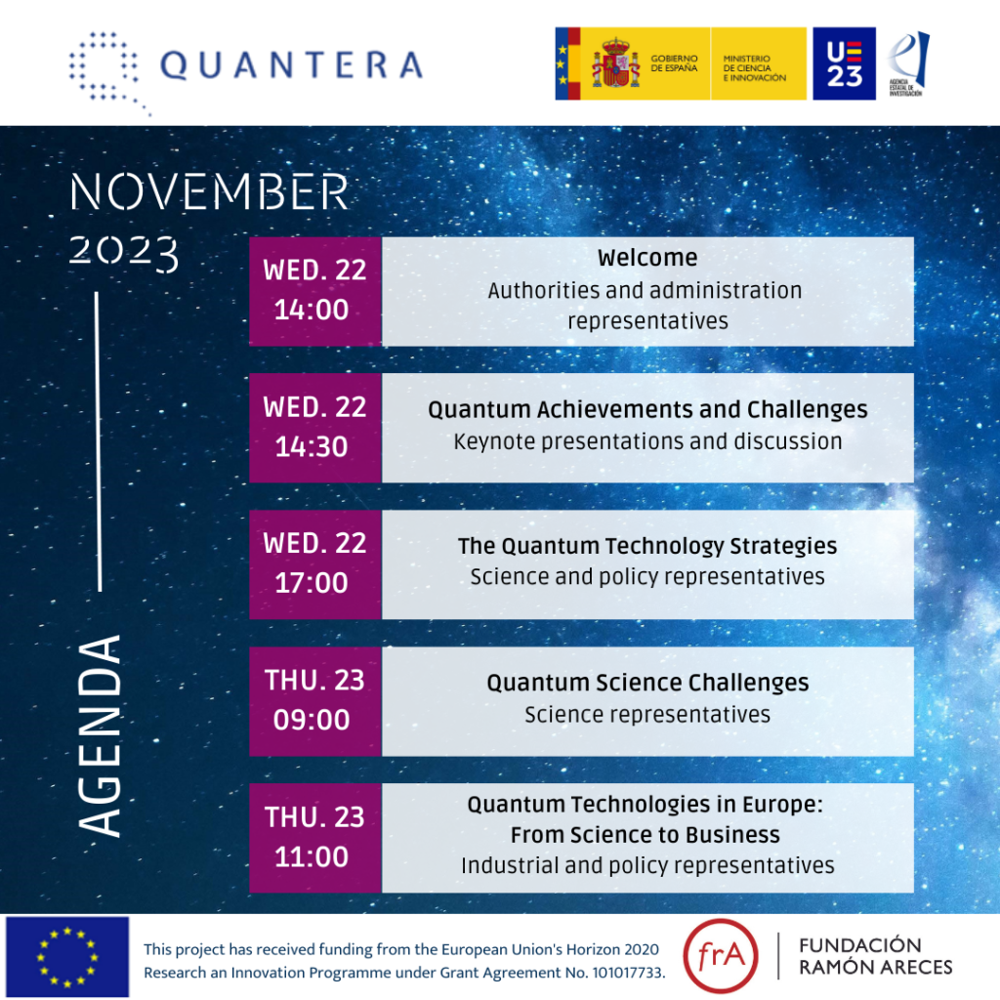 QUANTERA
GOBIERNO
DE ESPAÑA
MINISTERIO
DE CIENCIA
E INNOVACIÓN
UE
23
AGENCIA
ESTATAL DE
INVESTIGACIÓN
NOVEMBER
2023
AGENDA
WED. 22
14:00
Welcome
Authorities and administration
representatives
WED. 22
14:30
Quantum Achievements and Challenges
Keynote presentations and discussion
WED. 22
17:00
The Quantum Technology Strategies
Science and policy representatives
THU. 23
09:00
Quantum Science Challenges
Science representatives
THU. 23
11:00
Quantum Technologies in Europe:
From Science to Business
Industrial and policy representatives
This project has received funding from the European Union's Horizon 2020
Research an Innovation Programme under Grant Agreement No. 101017733.
frA
FUNDACIÓN
RAMÓN ARECES